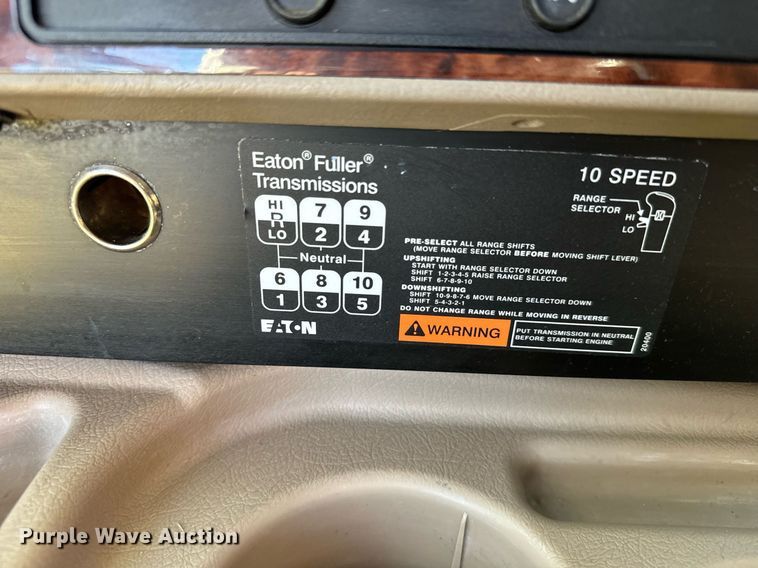 Eaton® Fuller®
Transmissions
10 SPEED
HI 7 9
R
LO 2 4
Neutral
6 8 10
1 3 5
EATON
RANGE
SELECTOR
HI
LO
PRE-SELECT ALL RANGE SHIFTS
(MOVE RANGE SELECTOR BEFORE MOVING SHIFT LEVER)
UPSHIFTING
START WITH RANGE SELECTOR DOWN
SHIFT 1-2-3-4-5 RAISE RANGE SELECTOR
SHIFT 6-7-8-9-10
DOWNSHIFTING
SHIFT 10-9-8-7-6 MOVE RANGE SELECTOR DOWN
SHIFT 5-4-3-2-1
DO NOT CHANGE RANGE WHILE MOVING IN REVERSE
WARNING
PUT TRANSMISSION IN NEUTRAL
BEFORE STARTING ENGINE
20400
Purple Wave Auction